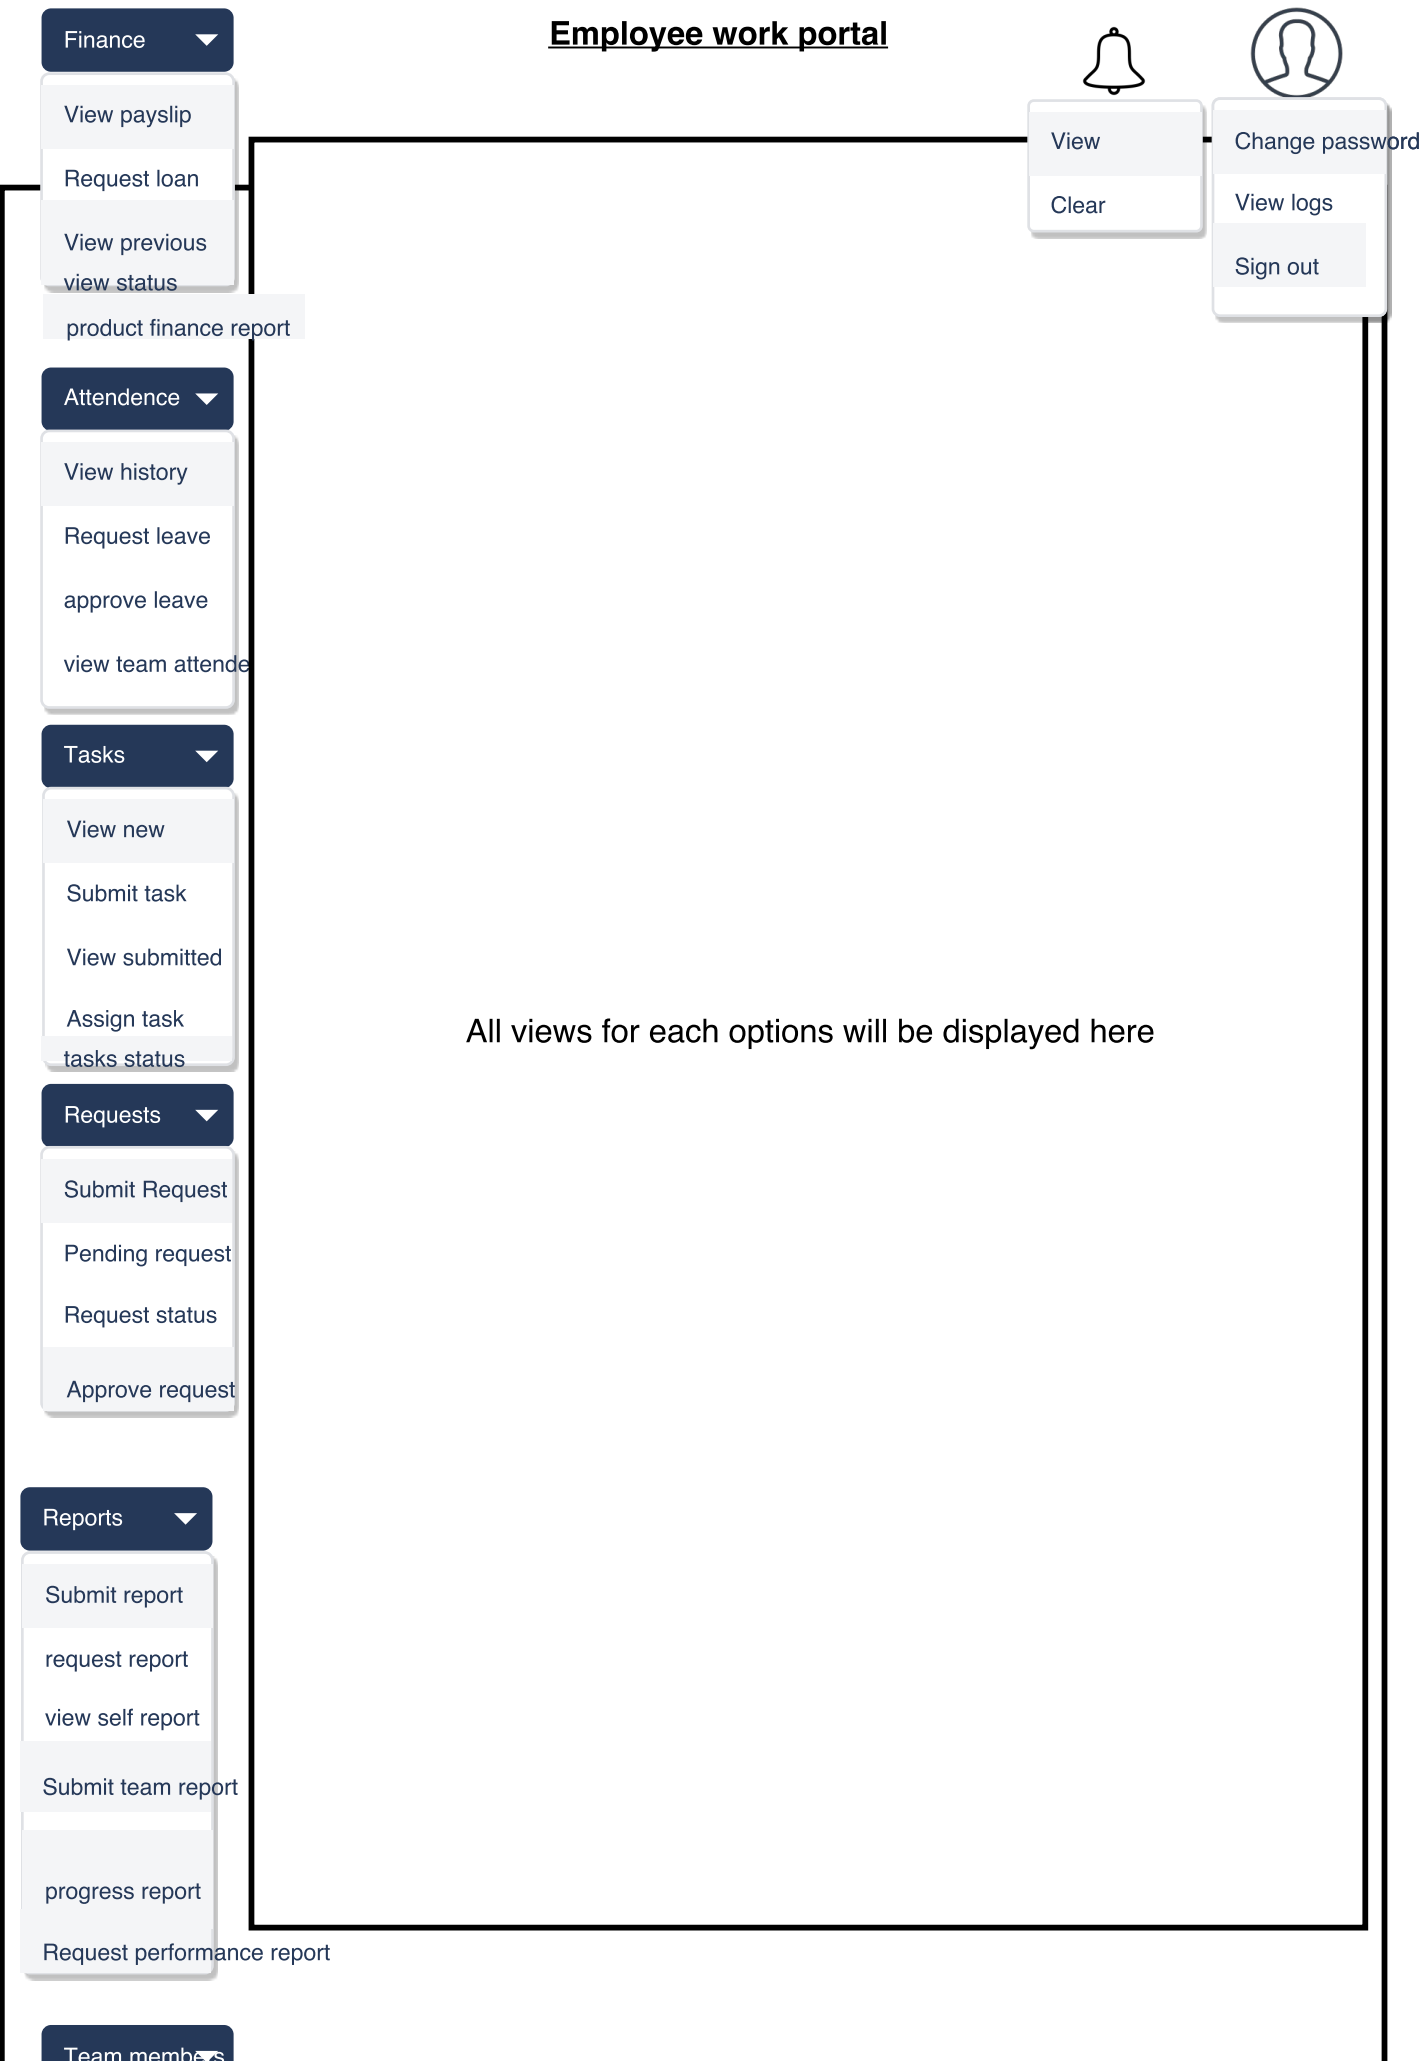 Finance
Employee work portal
View payslip
Request loan
View previous
view status
product finance report
View
Clear
Change password
View logs
Sign out
Attendence
View history
Request leave
approve leave
view team attende
Tasks
View new
Submit task
View submitted
Assign task
tasks status
All views for each options will be displayed here
Requests
Submit Request
Pending request
Request status
Approve request
Reports
Submit report
request report
view self report
Submit team report
progress report
Request performance report
Team members